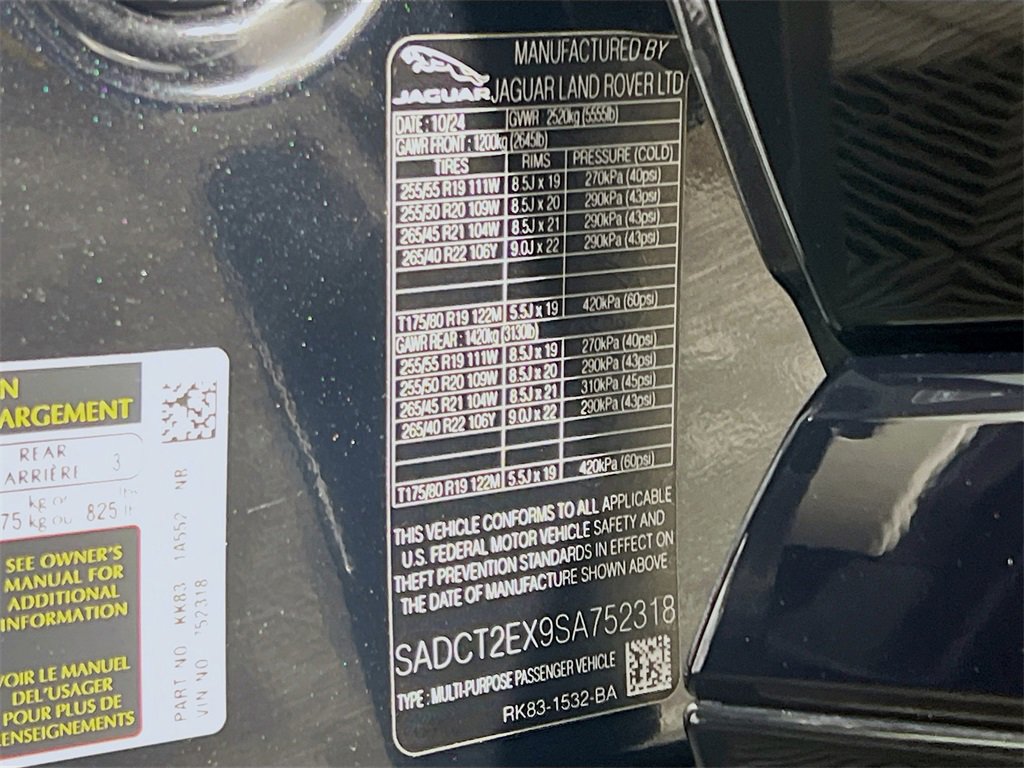 JAGUAR
MANUFACTURED BY
JAGUAR LAND ROVER LTD
DATE : 10/24 GVWR 2520kg (5555lb)
GAWR FRONT : 1200kg (2645lb)
TIRES RIMS PRESSURE (COLD)
255/55 R19 111W 8.5J x 19 270kPa (40psi)
255/50 R20 109W 8.5J x 20 290kPa (43psi)
265/45 R21 104W 8.5J x 21 290kPa (43psi)
265/40 R22 106Y 9.0J x 22 290kPa (43psi)
T175/80 R19 122M 5.5J x 19 420kPa (60psi)
GAWR REAR : 1420kg (3130lb)
255/55 R19 111W 8.5J x 19 270kPa (40psi)
255/50 R20 109W 8.5J x 20 290kPa (43psi)
265/45 R21 104W 8.5J x 21 310kPa (45psi)
265/40 R22 106Y 9.0J x 22 290kPa (43psi)
T175/80 R19 122M 5.5J x 19 420kPa (60psi)
THIS VEHICLE CONFORMS TO ALL APPLICABLE
U.S. FEDERAL MOTOR VEHICLE SAFETY AND
THEFT PREVENTION STANDARDS IN EFFECT ON
THE DATE OF MANUFACTURE SHOWN ABOVE
SADCT2EX9SA752318
TYPE : MULTI-PURPOSE PASSENGER VEHICLE
RK83-1532-BA
N
ARGEMENT
REAR
ARRIÈRE 3
kg or
75 kg ou 825 l
SEE OWNER'S
MANUAL FOR
ADDITIONAL
INFORMATION
VOIR LE MANUEL
DEL'USAGER
POUR PLUS DE
RENSEIGNEMENTS
PART NO KK83 1A552 NB
VIN NO 752318